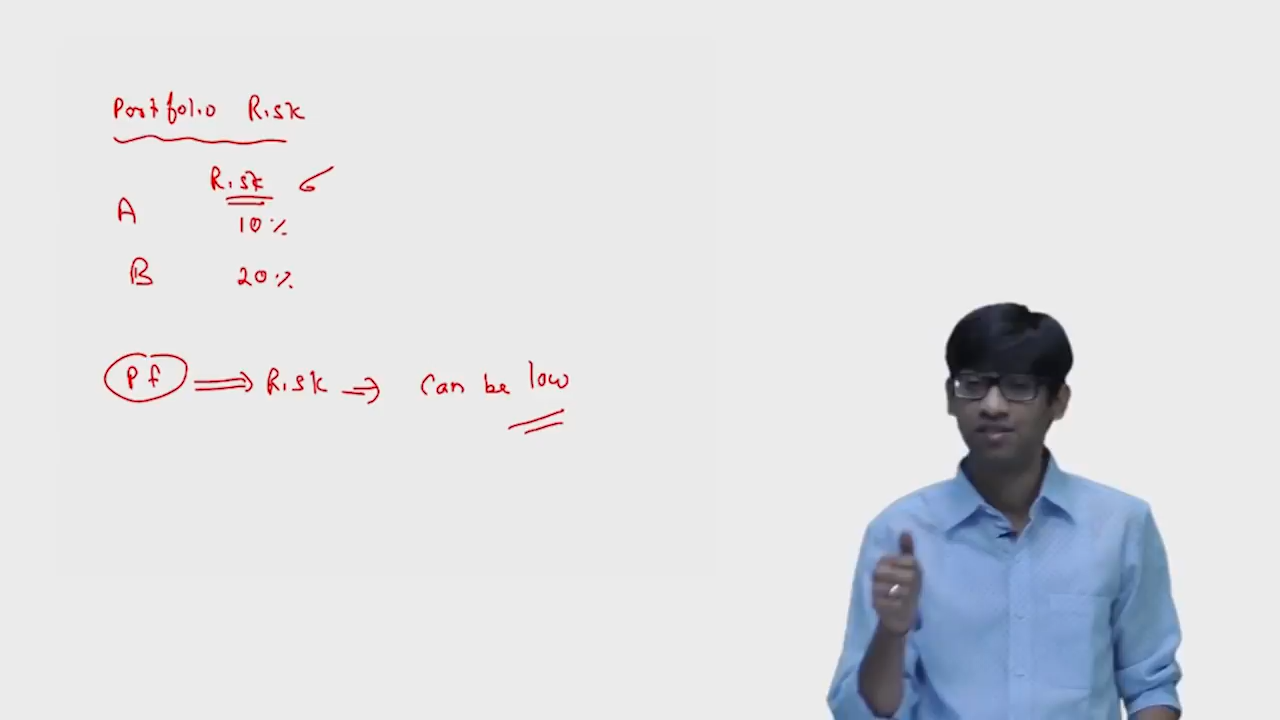 Portfolio Risk
Risk σ
A 10%
B 20%
Pf ⇒ Risk → can be low